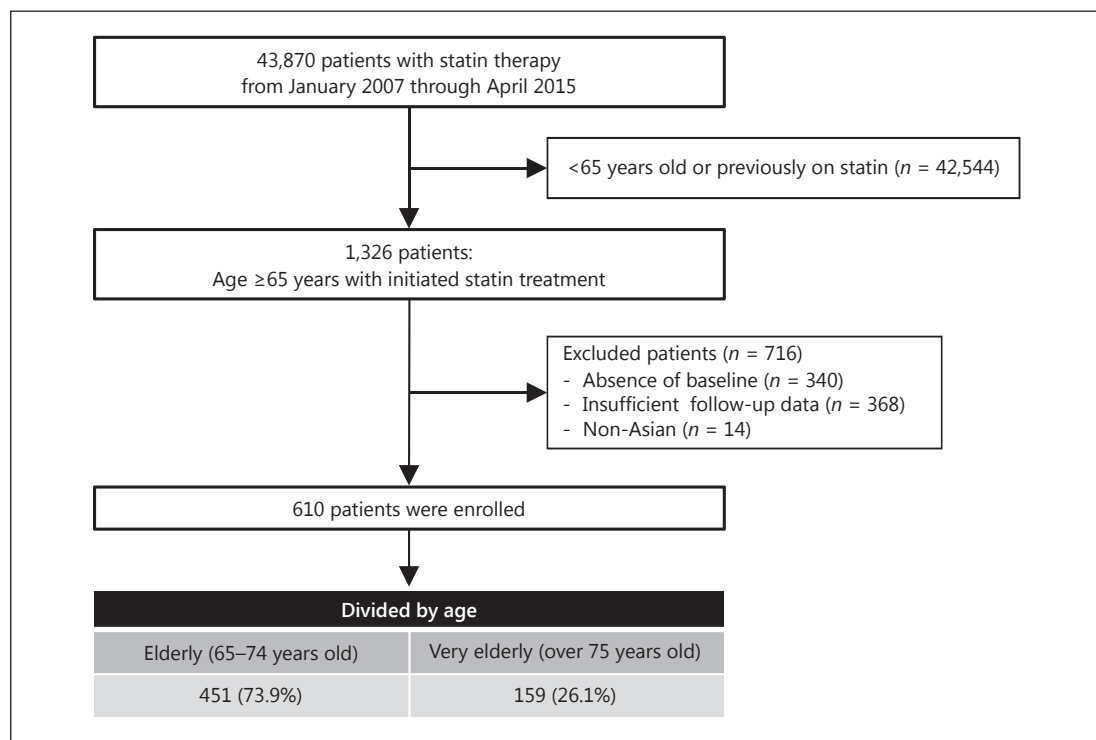 43,870 patients with statin therapy
from January 2007 through April 2015
<65 years old or previously on statin (n = 42,544)
1,326 patients:
Age ≥65 years with initiated statin treatment
Excluded patients (n = 716)
- Absence of baseline (n = 340)
- Insufficient follow-up data (n = 368)
- Non-Asian (n = 14)
610 patients were enrolled
Divided by age
Elderly (65–74 years old)
Very elderly (over 75 years old)
451 (73.9%)
159 (26.1%)